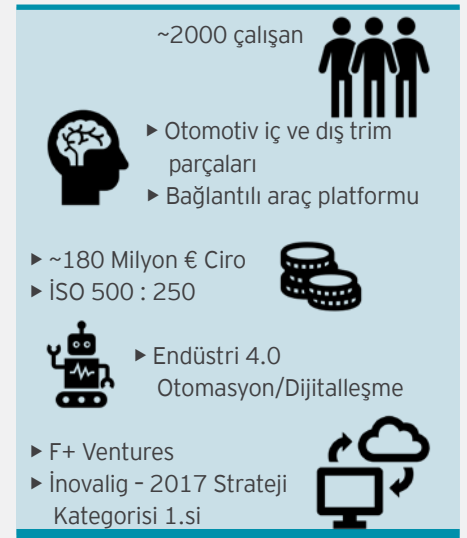 ~2000 çalışan
▶ Otomotiv iç ve dış trim
parçaları
▶ Bağlantılı araç platformu
▶ ~180 Milyon € Ciro
▶ İSO 500 : 250
▶ Endüstri 4.0
Otomasyon/Dijitalleşme
▶ F+ Ventures
▶ İnovalig – 2017 Strateji
Kategorisi 1.si